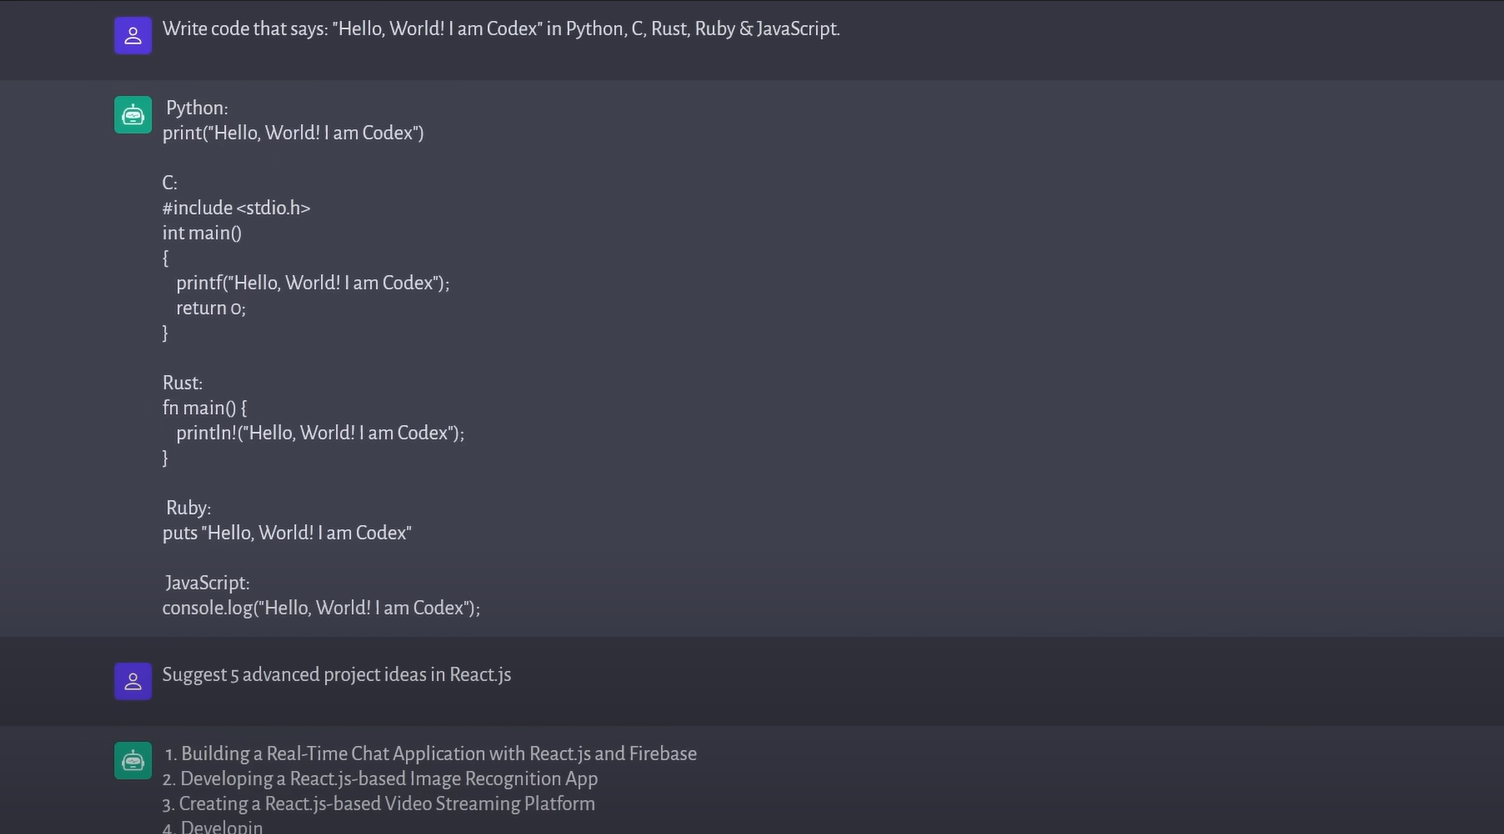 Write code that says: "Hello, World! I am Codex" in Python, C, Rust, Ruby & JavaScript.
Python:
print("Hello, World! I am Codex")
C:
#include <stdio.h>
int main()
{
printf("Hello, World! I am Codex");
return 0;
}
Rust:
fn main() {
println!("Hello, World! I am Codex");
}
Ruby:
puts "Hello, World! I am Codex"
JavaScript:
console.log("Hello, World! I am Codex");
Suggest 5 advanced project ideas in React.js
1. Building a Real-Time Chat Application with React.js and Firebase
2. Developing a React.js-based Image Recognition App
3. Creating a React.js-based Video Streaming Platform
4. Developin